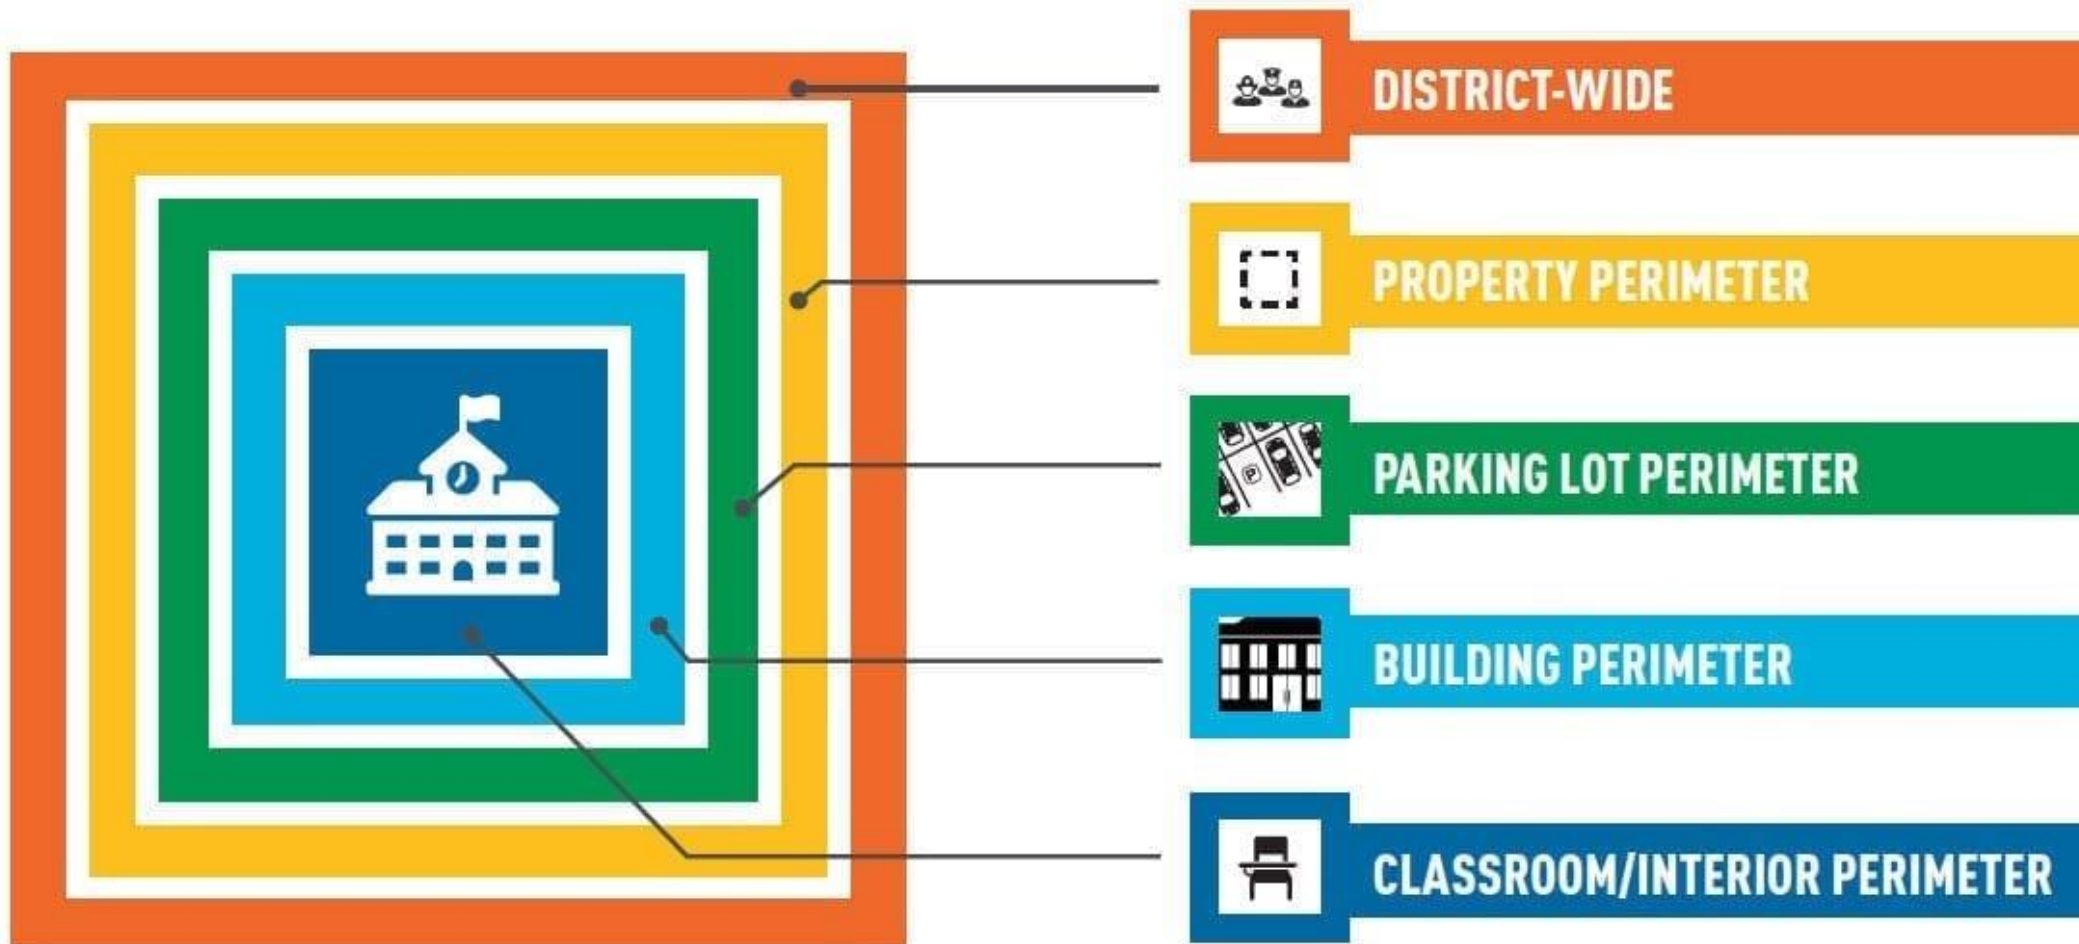 DISTRICT-WIDE
PROPERTY PERIMETER
PARKING LOT PERIMETER
BUILDING PERIMETER
CLASSROOM/INTERIOR PERIMETER